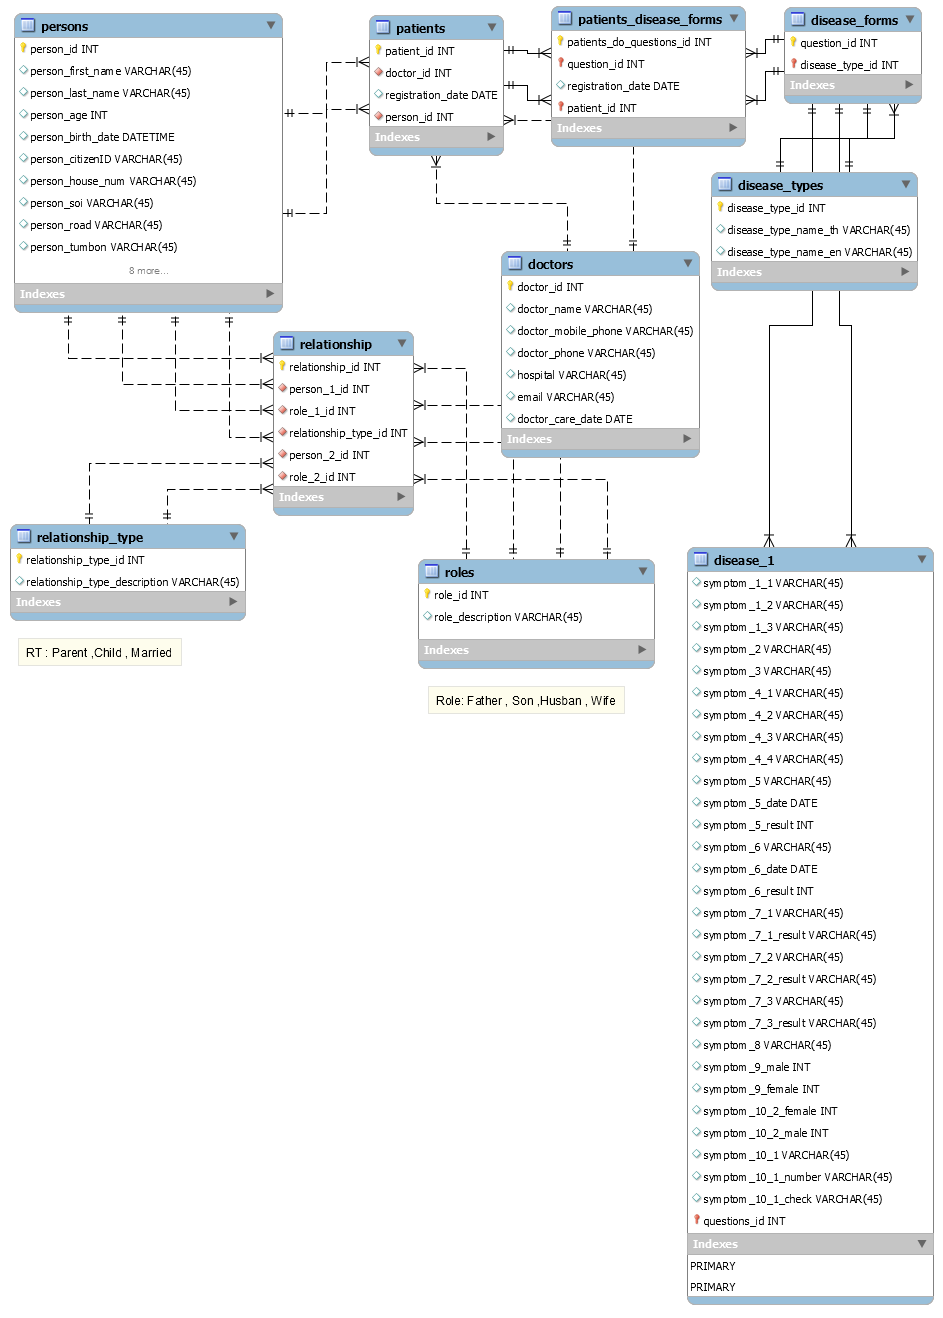 persons
person_id INT
person_first_name VARCHAR(45)
person_last_name VARCHAR(45)
person_age INT
person_birth_date DATETIME
person_citizenID VARCHAR(45)
person_house_num VARCHAR(45)
person_soi VARCHAR(45)
person_road VARCHAR(45)
person_tumbon VARCHAR(45)
8 more...
Indexes
patients
patient_id INT
doctor_id INT
registration_date DATE
person_id INT
Indexes
patients_disease_forms
patients_do_questions_id INT
question_id INT
registration_date DATE
patient_id INT
Indexes
disease_forms
question_id INT
disease_type_id INT
Indexes
disease_types
disease_type_id INT
disease_type_name_th VARCHAR(45)
disease_type_name_en VARCHAR(45)
Indexes
doctors
doctor_id INT
doctor_name VARCHAR(45)
doctor_mobile_phone VARCHAR(45)
doctor_phone VARCHAR(45)
hospital VARCHAR(45)
email VARCHAR(45)
doctor_care_date DATE
Indexes
relationship
relationship_id INT
person_1_id INT
role_1_id INT
relationship_type_id INT
person_2_id INT
role_2_id INT
Indexes
relationship_type
relationship_type_id INT
relationship_type_description VARCHAR(45)
Indexes
RT : Parent ,Child , Married
roles
role_id INT
role_description VARCHAR(45)
Indexes
Role: Father , Son ,Husban , Wife
disease_1
symptom_1_1 VARCHAR(45)
symptom_1_2 VARCHAR(45)
symptom_1_3 VARCHAR(45)
symptom_2 VARCHAR(45)
symptom_3 VARCHAR(45)
symptom_4_1 VARCHAR(45)
symptom_4_2 VARCHAR(45)
symptom_4_3 VARCHAR(45)
symptom_4_4 VARCHAR(45)
symptom_5 VARCHAR(45)
symptom_5_date DATE
symptom_5_result INT
symptom_6 VARCHAR(45)
symptom_6_date DATE
symptom_6_result INT
symptom_7_1 VARCHAR(45)
symptom_7_1_result VARCHAR(45)
symptom_7_2 VARCHAR(45)
symptom_7_2_result VARCHAR(45)
symptom_7_3 VARCHAR(45)
symptom_7_3_result VARCHAR(45)
symptom_8 VARCHAR(45)
symptom_9_male INT
symptom_9_female INT
symptom_10_2_female INT
symptom_10_2_male INT
symptom_10_1 VARCHAR(45)
symptom_10_1_number VARCHAR(45)
symptom_10_1_check VARCHAR(45)
questions_id INT
Indexes
PRIMARY
PRIMARY